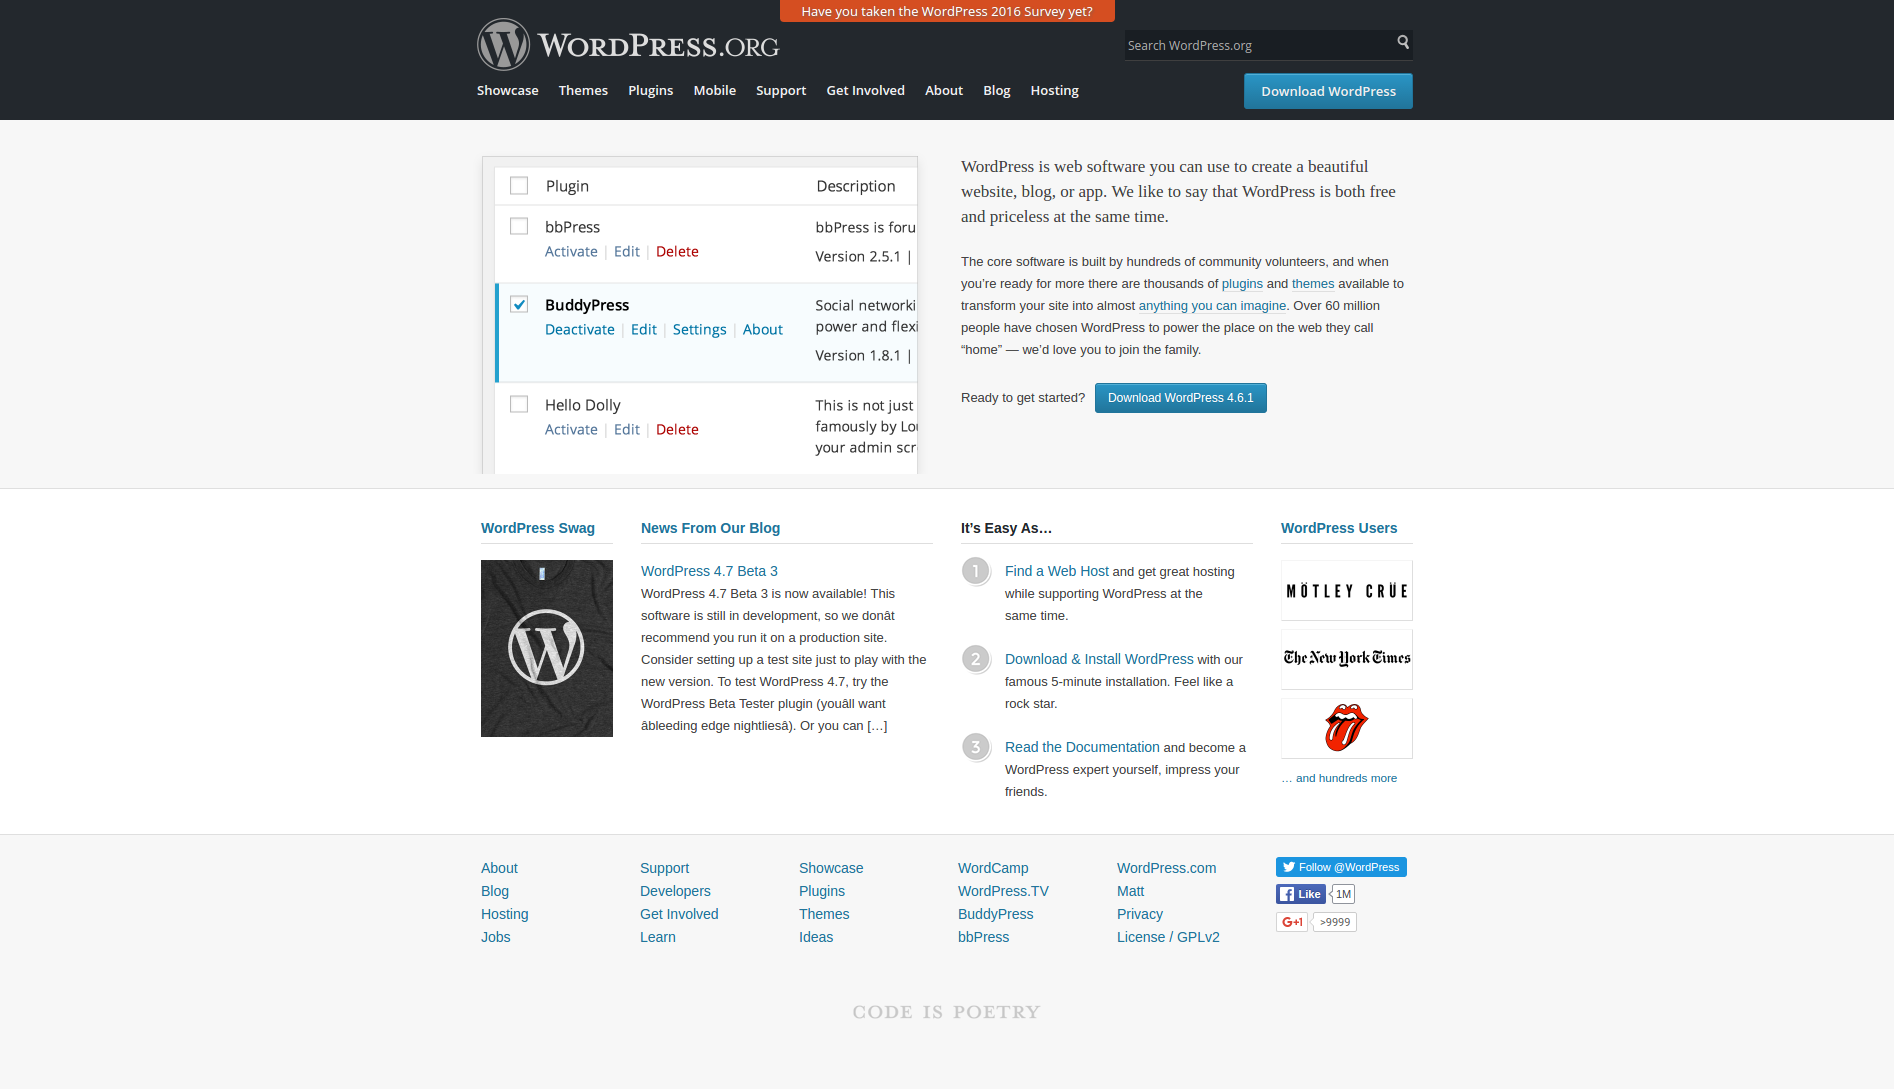 Have you taken the WordPress 2016 Survey yet?
WORDPRESS.ORG
Search WordPress.org
Showcase Themes Plugins Mobile Support Get Involved About Blog Hosting
Download WordPress
Plugin Description
bbPress bbPress is foru
Activate | Edit | Delete
Version 2.5.1 |
BuddyPress Social networki
Deactivate | Edit | Settings | About power and flexi
Version 1.8.1 |
Hello Dolly This is not just
Activate | Edit | Delete famously by Lou
your admin scr
WordPress is web software you can use to create a beautiful
website, blog, or app. We like to say that WordPress is both free
and priceless at the same time.
The core software is built by hundreds of community volunteers, and when
you’re ready for more there are thousands of plugins and themes available to
transform your site into almost anything you can imagine. Over 60 million
people have chosen WordPress to power the place on the web they call
“home” — we’d love you to join the family.
Ready to get started? Download WordPress 4.6.1
WordPress Swag
News From Our Blog
WordPress 4.7 Beta 3
WordPress 4.7 Beta 3 is now available! This
software is still in development, so we donât
recommend you run it on a production site.
Consider setting up a test site just to play with the
new version. To test WordPress 4.7, try the
WordPress Beta Tester plugin (youâll want
âbleeding edge nightliesâ). Or you can […]
It’s Easy As…
1 Find a Web Host and get great hosting
while supporting WordPress at the
same time.
2 Download & Install WordPress with our
famous 5-minute installation. Feel like a
rock star.
3 Read the Documentation and become a
WordPress expert yourself, impress your
friends.
WordPress Users
MÖTLEY CRÜE
The New York Times
… and hundreds more
About
Blog
Hosting
Jobs
Support
Developers
Get Involved
Learn
Showcase
Plugins
Themes
Ideas
WordCamp
WordPress.TV
BuddyPress
bbPress
WordPress.com
Matt
Privacy
License / GPLv2
Follow @WordPress
Like 1M
G+1 >9999
CODE IS POETRY